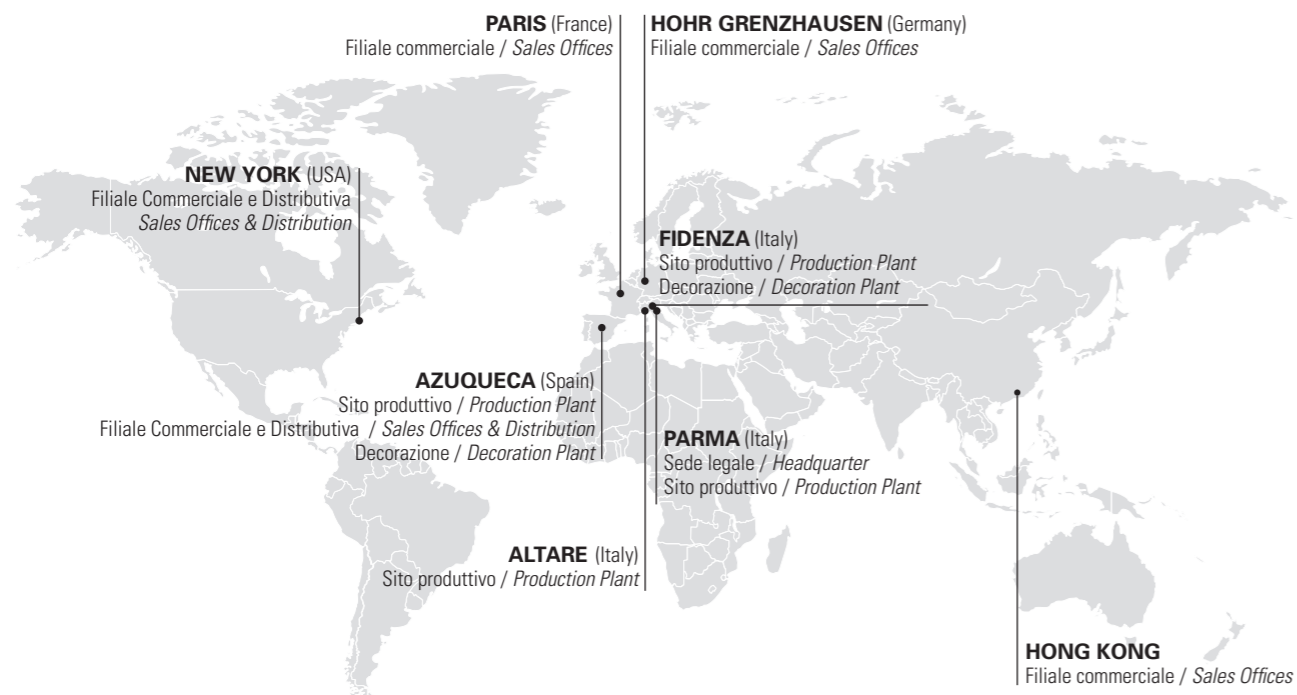 PARIS (France)
Filiale commerciale / Sales Offices
HOHR GRENZHAUSEN (Germany)
Filiale commerciale / Sales Offices
NEW YORK (USA)
Filiale Commerciale e Distributiva
Sales Offices & Distribution
FIDENZA (Italy)
Sito produttivo / Production Plant
Decorazione / Decoration Plant
AZUQUECA (Spain)
Sito produttivo / Production Plant
Filiale Commerciale e Distributiva / Sales Offices & Distribution
Decorazione / Decoration Plant
PARMA (Italy)
Sede legale / Headquarter
Sito produttivo / Production Plant
ALTARE (Italy)
Sito produttivo / Production Plant
HONG KONG
Filiale commerciale / Sales Offices